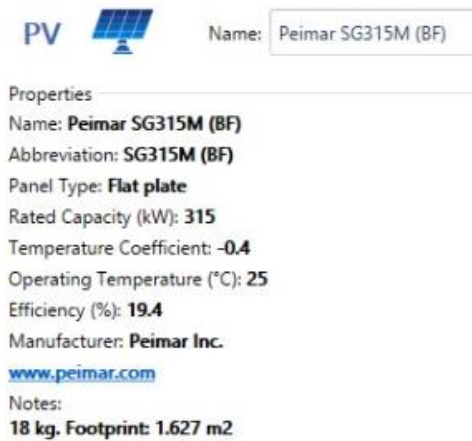 PV Name: Peimar SG315M (BF)
Properties
Name: Peimar SG315M (BF)
Abbreviation: SG315M (BF)
Panel Type: Flat plate
Rated Capacity (kW): 315
Temperature Coefficient: -0.4
Operating Temperature (°C): 25
Efficiency (%): 19.4
Manufacturer: Peimar Inc.
www.peimar.com
Notes:
18 kg. Footprint: 1.627 m2